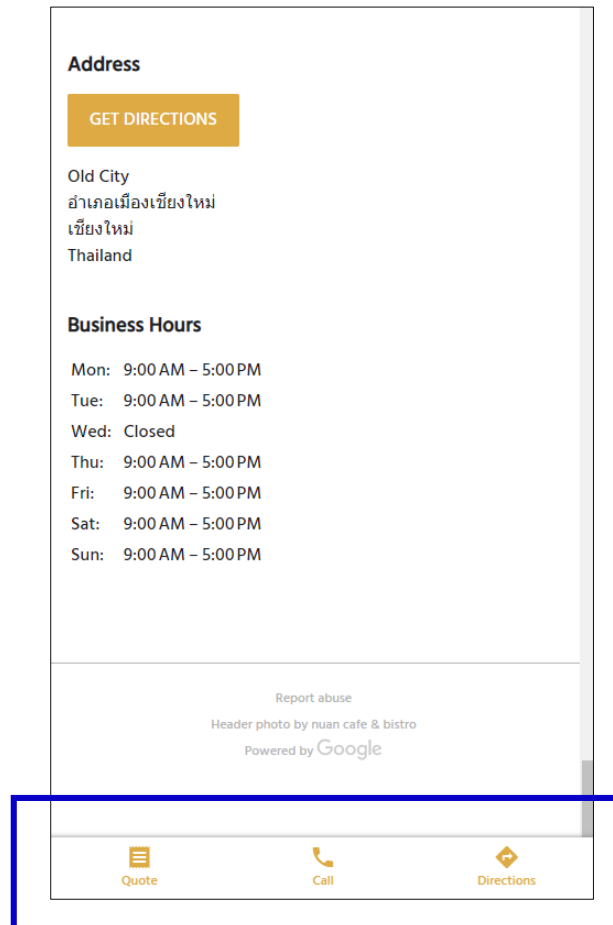 Address
GET DIRECTIONS
Old City
อำเภอเมืองเชียงใหม่
เชียงใหม่
Thailand
Business Hours
Mon: 9:00 AM – 5:00 PM
Tue: 9:00 AM – 5:00 PM
Wed: Closed
Thu: 9:00 AM – 5:00 PM
Fri: 9:00 AM – 5:00 PM
Sat: 9:00 AM – 5:00 PM
Sun: 9:00 AM – 5:00 PM
Report abuse
Header photo by nuan cafe & bistro
Powered by Google
Quote Call Directions